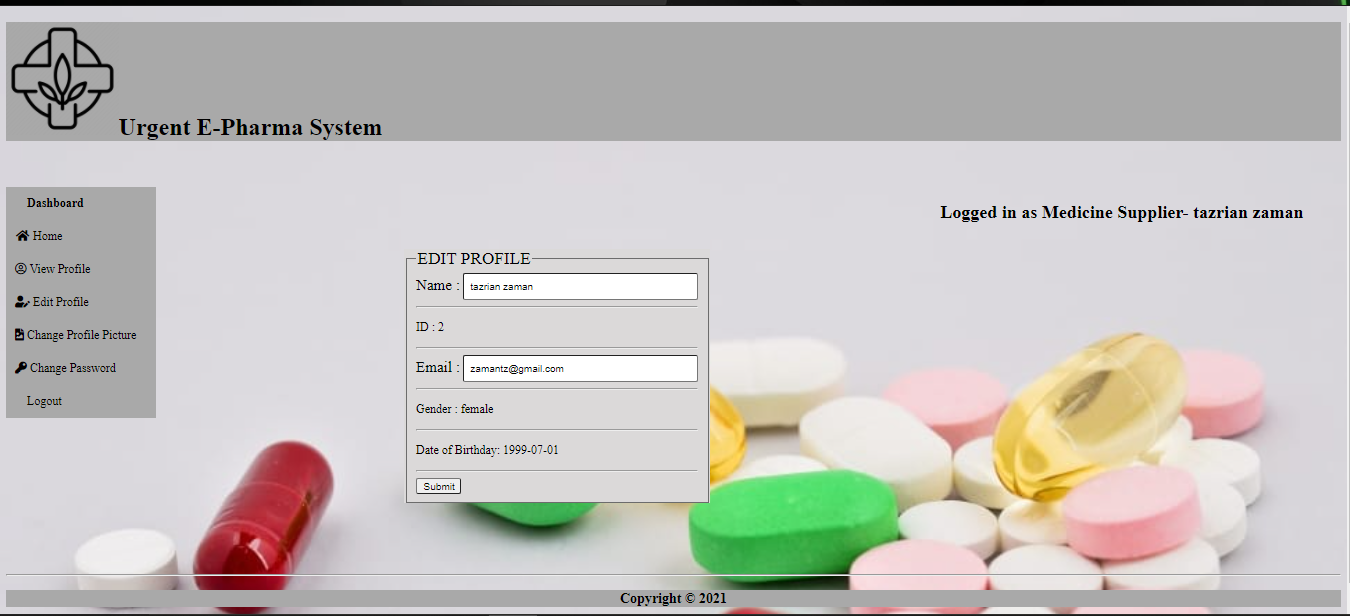 Urgent E-Pharma System
Dashboard
Home
View Profile
Edit Profile
Change Profile Picture
Change Password
Logout
Logged in as Medicine Supplier- tazrian zaman
EDIT PROFILE
Name : tazrian zaman
ID : 2
Email : zamantz@gmail.com
Gender : female
Date of Birthday: 1999-07-01
Submit
Copyright © 2021